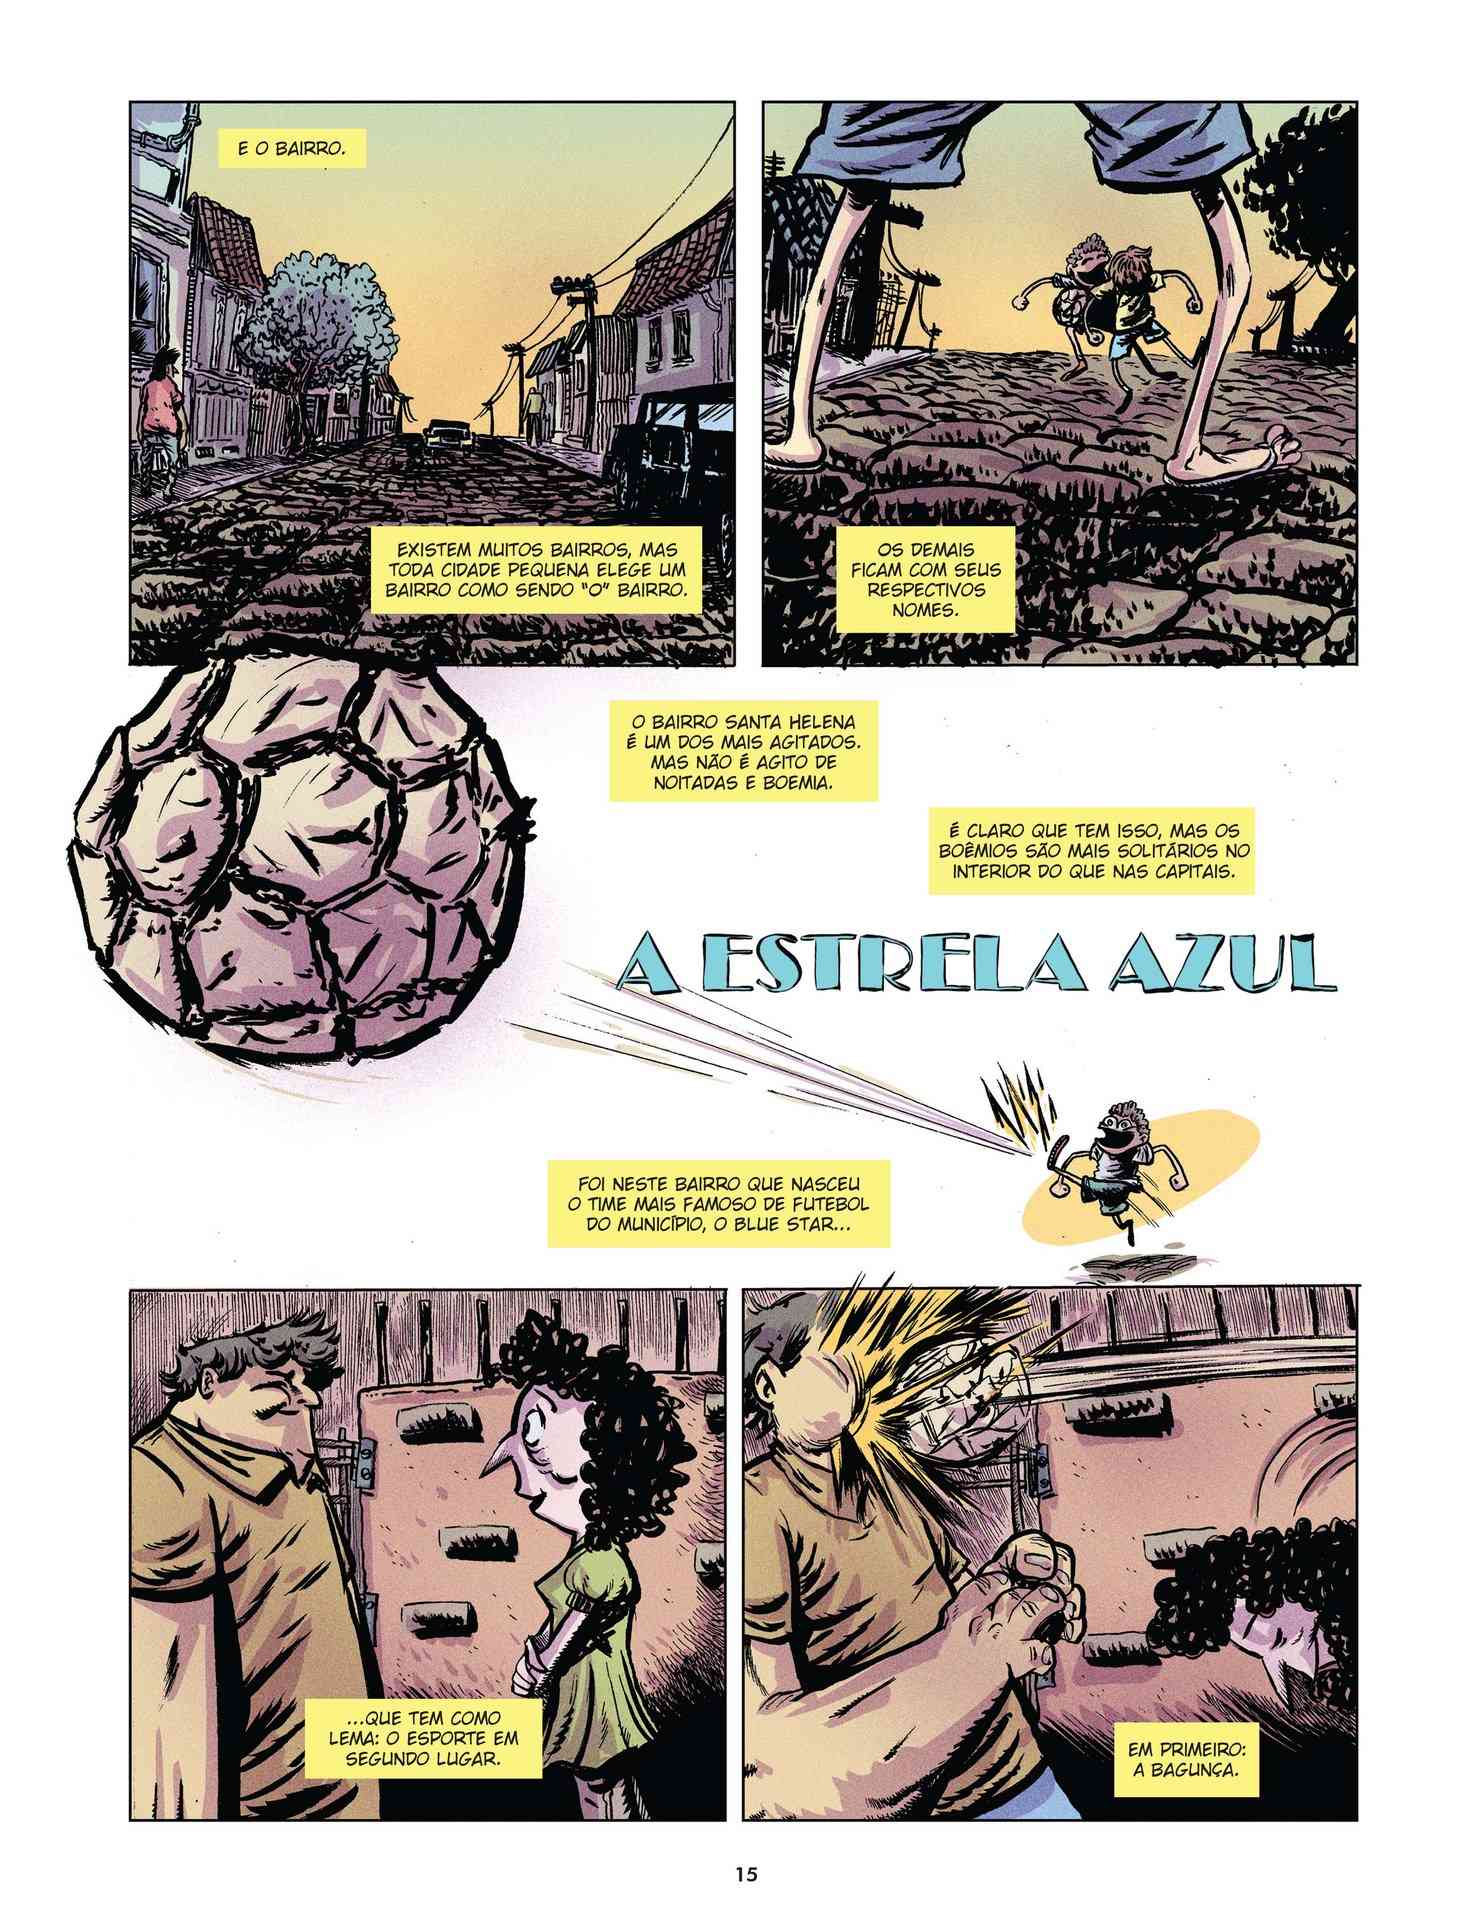 E O BAIRRO.
EXISTEM MUITOS BAIRROS, MAS
TODA CIDADE PEQUENA ELEGE UM
BAIRRO COMO SENDO "O" BAIRRO.
OS DEMAIS
FICAM COM SEUS
RESPECTIVOS
NOMES.
O BAIRRO SANTA HELENA
É UM DOS MAIS AGITADOS.
MAS NÃO É AGITO DE
NOITADAS E BOEMIA.
É CLARO QUE TEM ISSO, MAS OS
BOÊMIOS SÃO MAIS SOLITÁRIOS NO
INTERIOR DO QUE NAS CAPITAIS.
A ESTRELA AZUL
FOI NESTE BAIRRO QUE NASCEU
O TIME MAIS FAMOSO DE FUTEBOL
DO MUNICÍPIO, O BLUE STAR...
...QUE TEM COMO
LEMA: O ESPORTE EM
SEGUNDO LUGAR.
EM PRIMEIRO:
A BAGUNÇA.
15